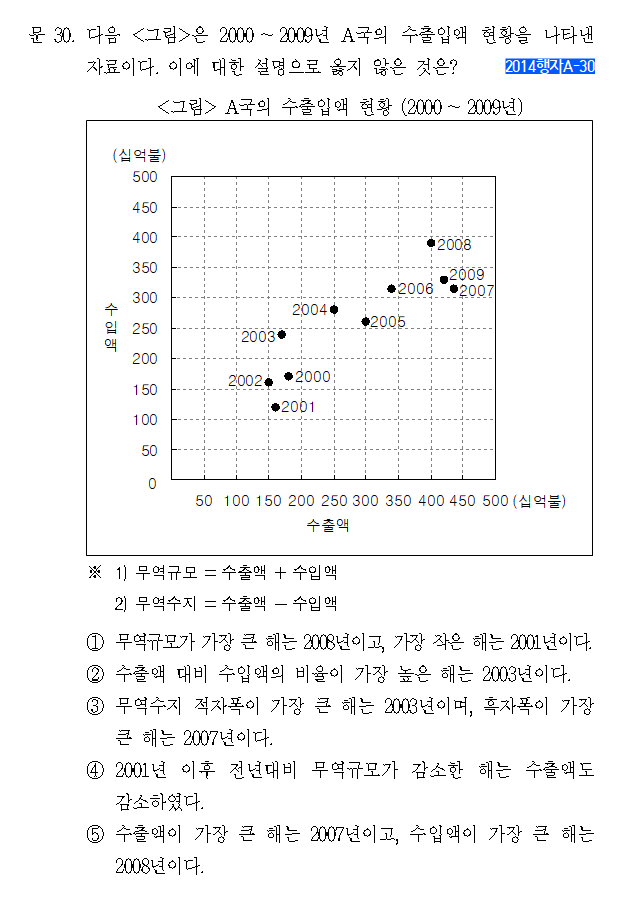 문 30. 다음 <그림>은 2000 ~ 2009년 A국의 수출입액 현황을 나타낸
자료이다. 이에 대한 설명으로 옳지 않은 것은? 2014행자A-30
<그림> A국의 수출입액 현황 (2000 ~ 2009년)
(십억불)
500
450
400
350
300
250
200
150
100
50
0
수입액
2008
2009
2007
2006
2004
2005
2003
2002
2000
2001
50 100 150 200 250 300 350 400 450 500 (십억불)
수출액
※ 1) 무역규모 = 수출액 + 수입액
2) 무역수지 = 수출액 - 수입액
① 무역규모가 가장 큰 해는 2008년이고, 가장 작은 해는 2001년이다.
② 수출액 대비 수입액의 비율이 가장 높은 해는 2003년이다.
③ 무역수지 적자폭이 가장 큰 해는 2003년이며, 흑자폭이 가장
큰 해는 2007년이다.
④ 2001년 이후 전년대비 무역규모가 감소한 해는 수출액도
감소하였다.
⑤ 수출액이 가장 큰 해는 2007년이고, 수입액이 가장 큰 해는
2008년이다.